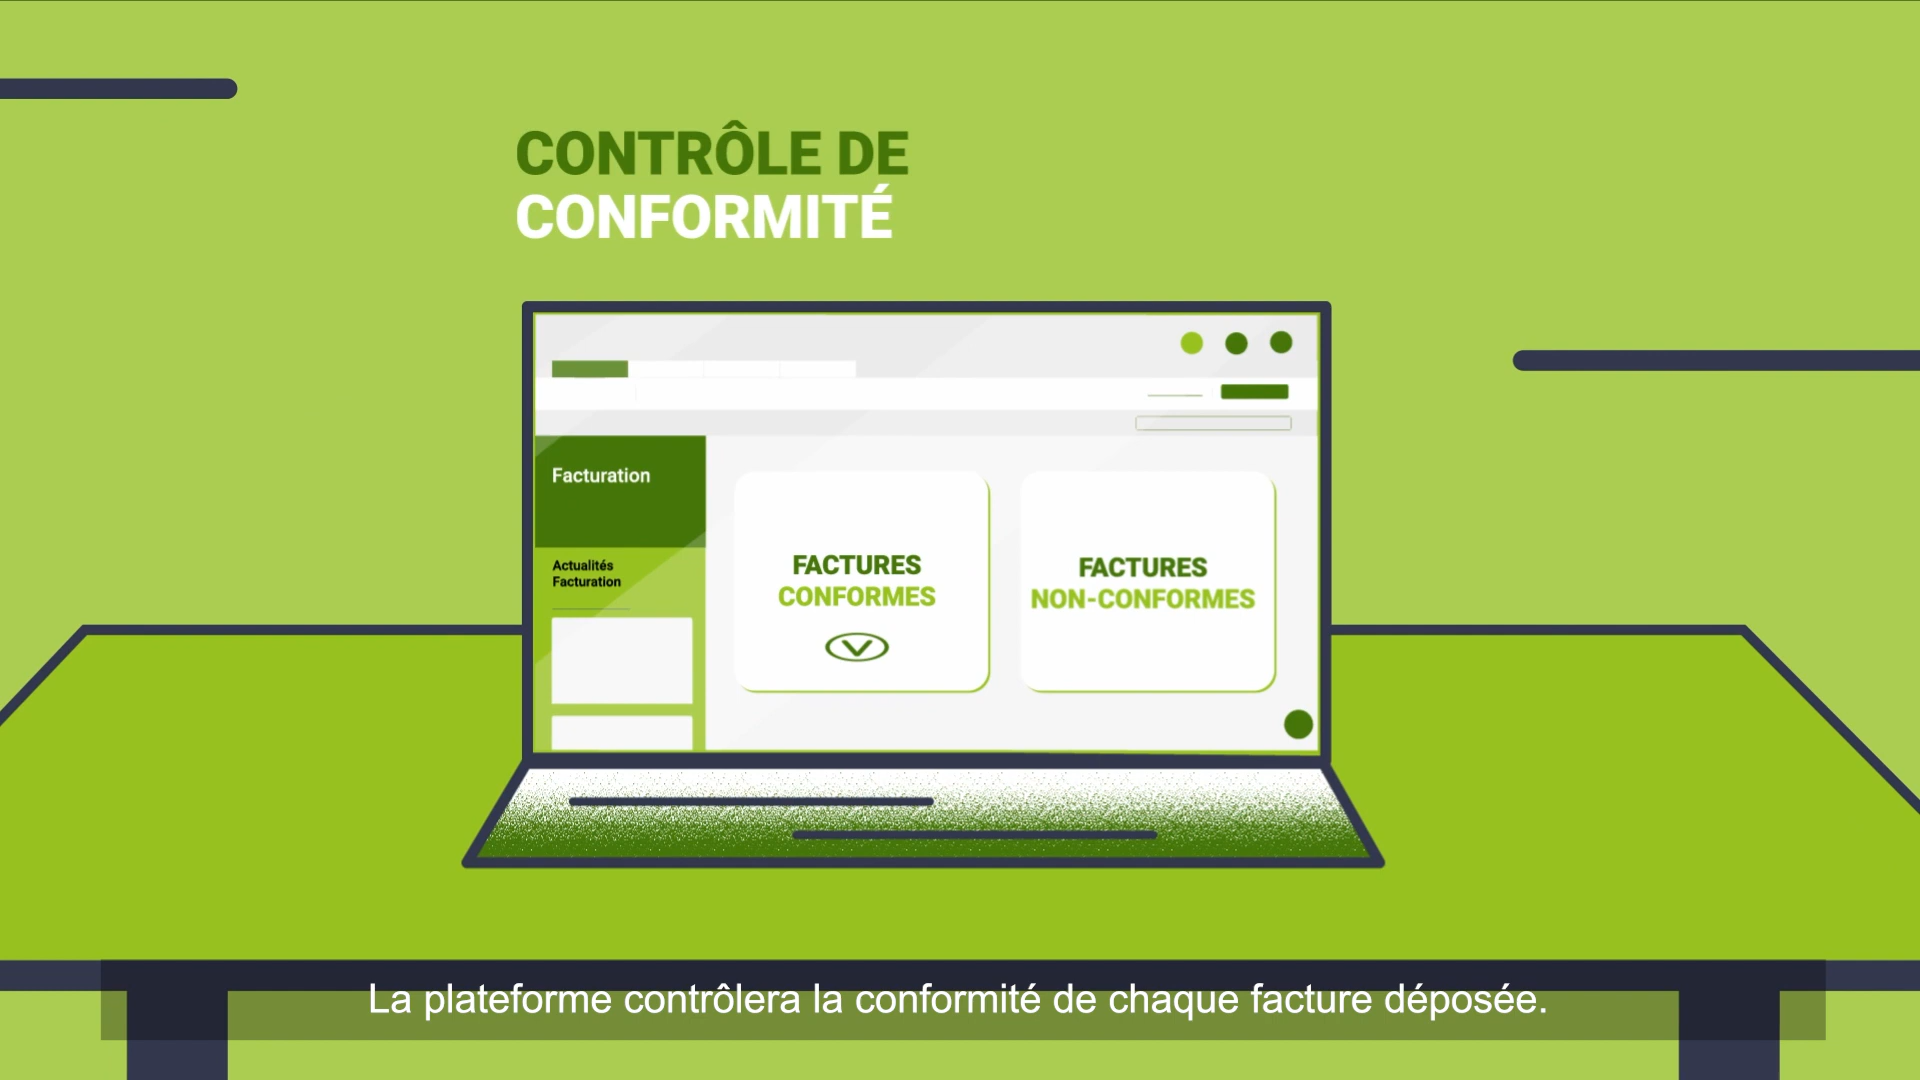 CONTRÔLE DE
CONFORMITÉ
Facturation
Actualités
Facturation
FACTURES
CONFORMES
FACTURES
NON-CONFORMES
La plateforme contrôlera la conformité de chaque facture déposée.